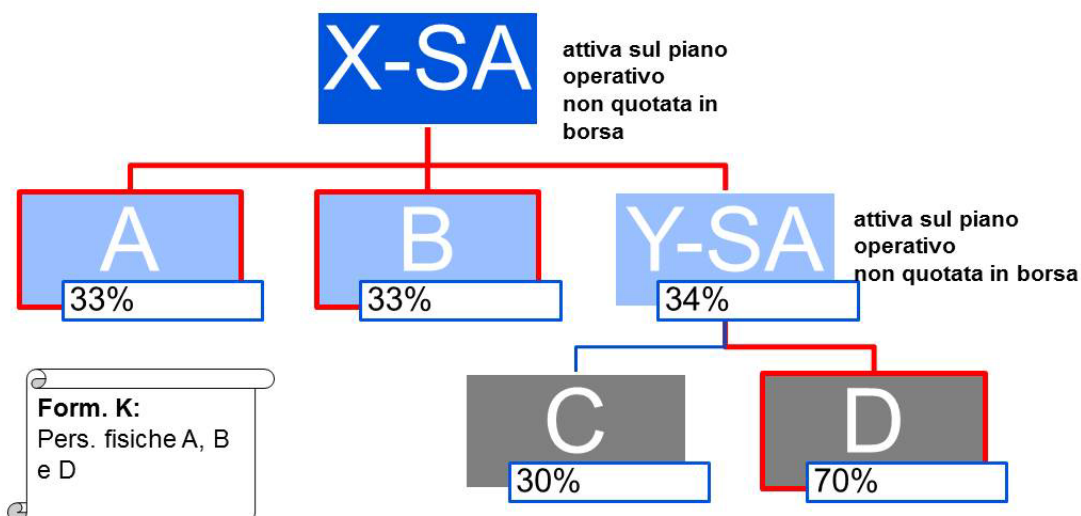 X-SA
attiva sul piano
operativo
non quotata in
borsa
A
33%
B
33%
Y-SA
34%
attiva sul piano
operativo
non quotata in borsa
Form. K:
Pers. fisiche A, B
e D
C
30%
D
70%